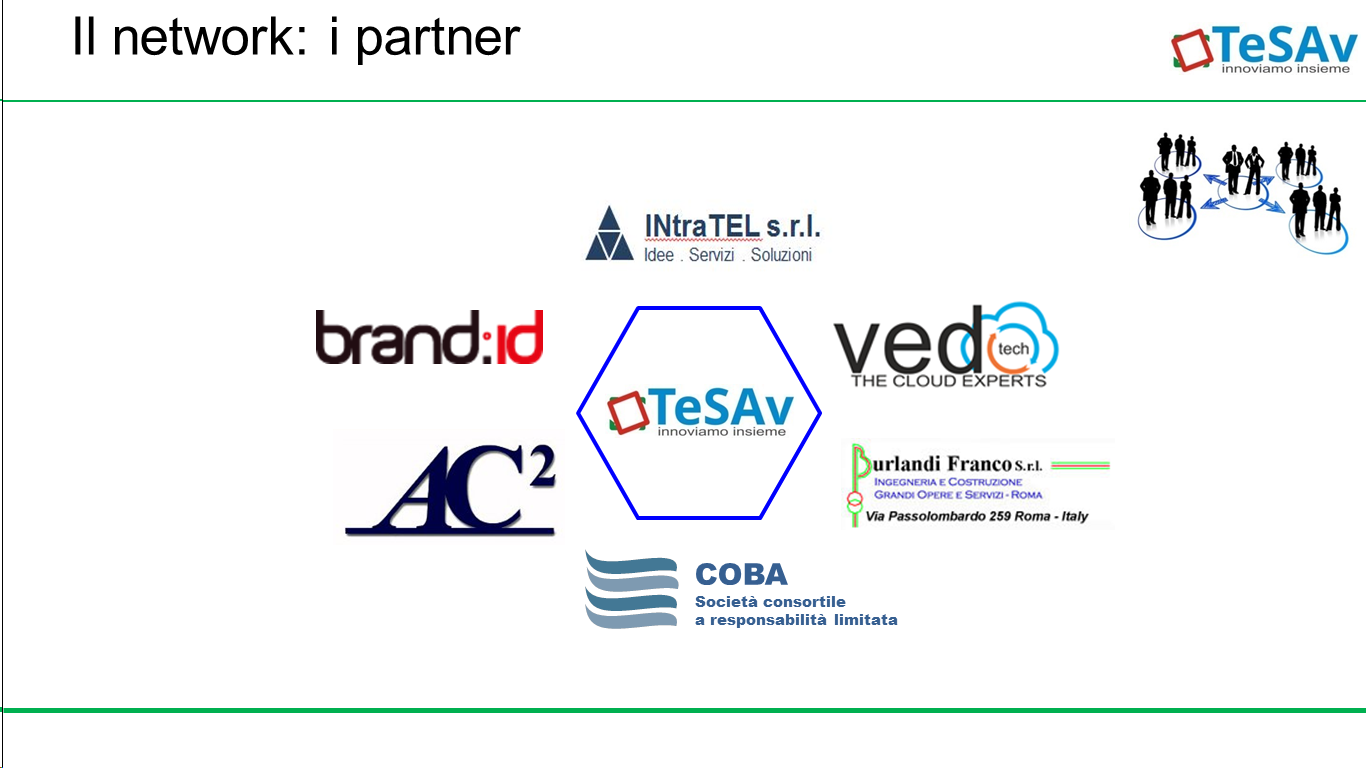 Il network: i partner
TeSAv
innoviamo insieme
INtraTEL s.r.l.
Idee . Servizi . Soluzioni
brand:id
vedo
tech
THE CLOUD EXPERTS
TeSAv
innoviamo insieme
AC2
Burlandi Franco S.r.l.
INGEGNERIA E COSTRUZIONE
GRANDI OPERE E SERVIZI - ROMA
Via Passolombardo 259 Roma - Italy
COBA
Società consortile
a responsabilità limitata